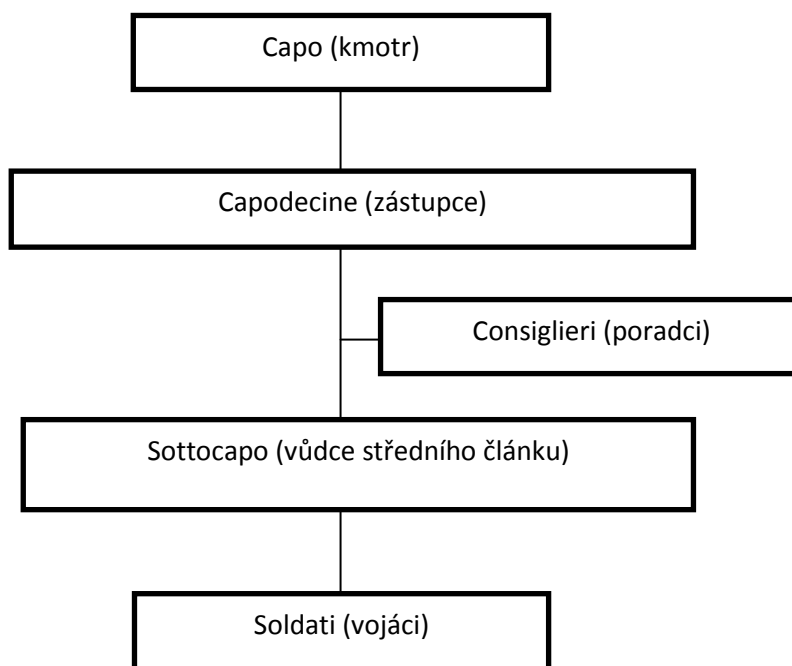 Capo (kmotr)
Capodecine (zástupce)
Consiglieri (poradci)
Sottocapo (vůdce středního článku)
Soldati (vojáci)